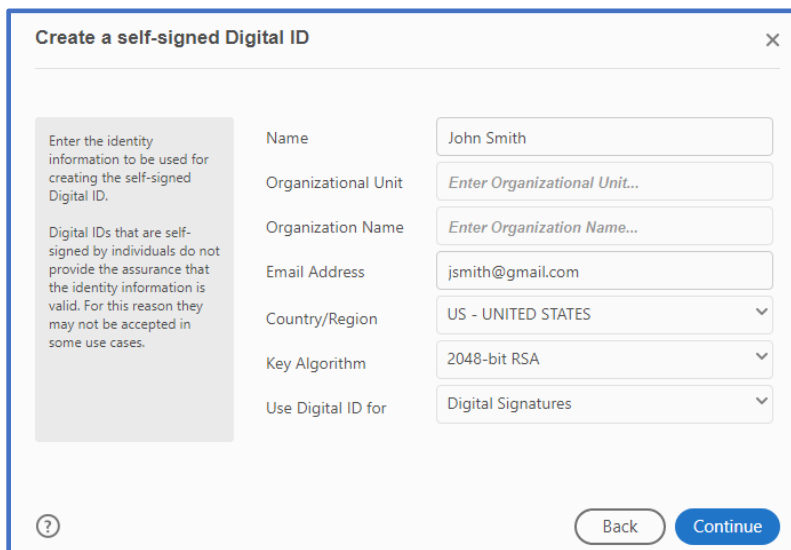 Create a self-signed Digital ID
Enter the identity
information to be used for
creating the self-signed
Digital ID.
Digital IDs that are self-
signed by individuals do not
provide the assurance that
the identity information is
valid. For this reason they
may not be accepted in
some use cases.
Name John Smith
Organizational Unit Enter Organizational Unit...
Organization Name Enter Organization Name...
Email Address jsmith@gmail.com
Country/Region US - UNITED STATES
Key Algorithm 2048-bit RSA
Use Digital ID for Digital Signatures
? Back Continue